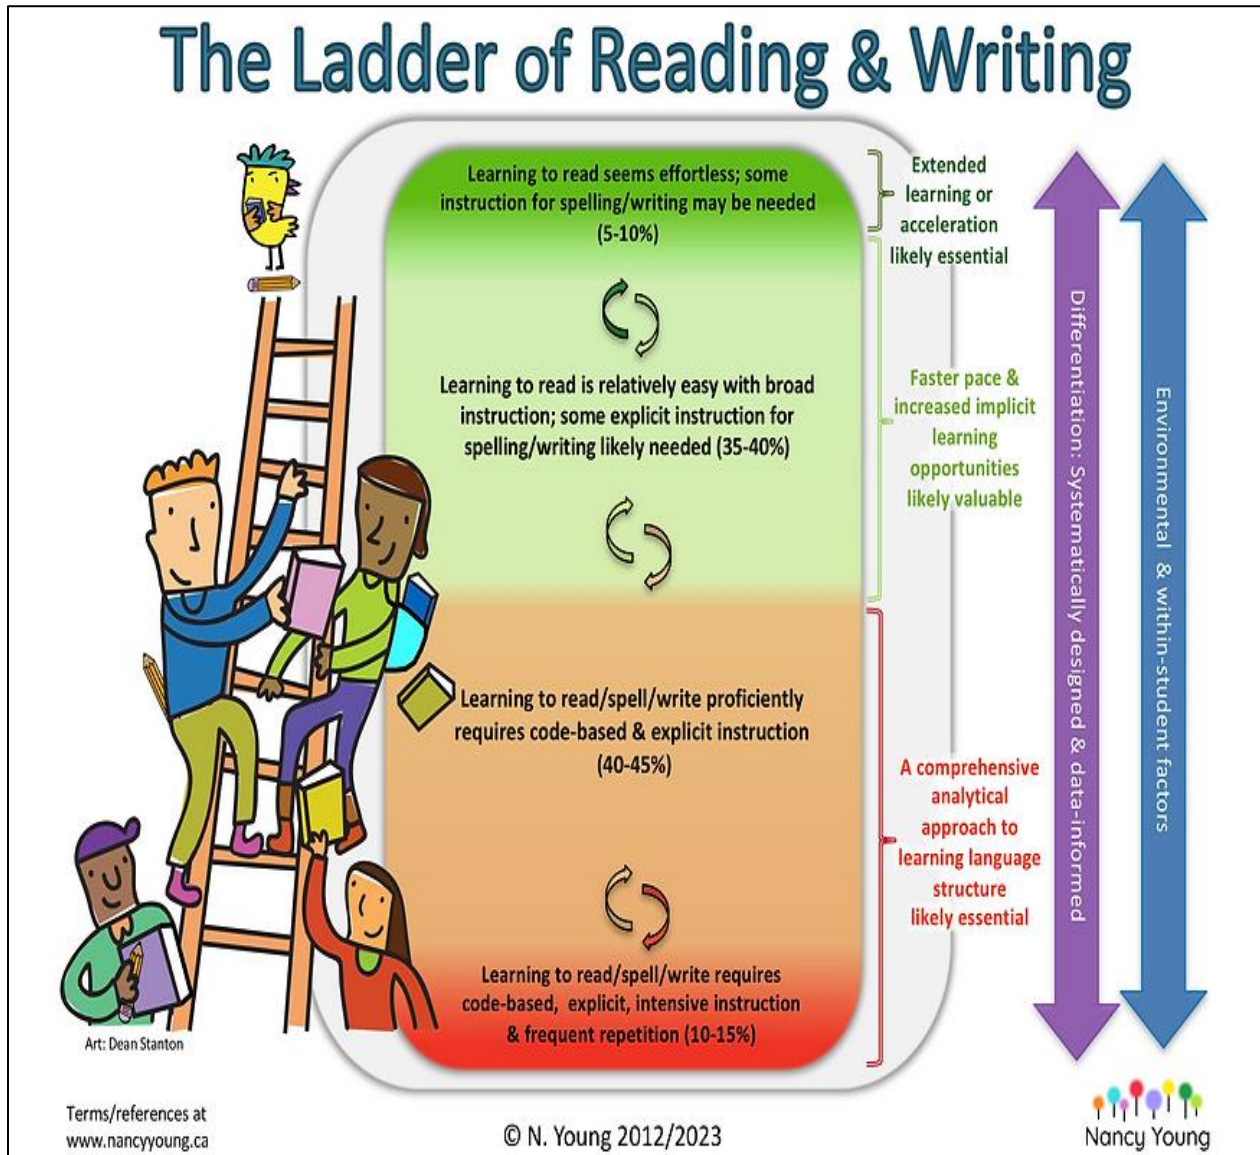 The Ladder of Reading & Writing
Learning to read seems effortless; some
instruction for spelling/writing may be needed
(5-10%)
Extended
learning or
acceleration
likely essential
Learning to read is relatively easy with broad
instruction; some explicit instruction for
spelling/writing likely needed (35-40%)
Faster pace &
increased implicit
learning
opportunities
likely valuable
Learning to read/spell/write proficiently
requires code-based & explicit instruction
(40-45%)
A comprehensive
analytical
approach to
learning language
structure
likely essential
Learning to read/spell/write requires
code-based, explicit, intensive instruction
& frequent repetition (10-15%)
Differentiation: Systematically designed & data-informed
Environmental & within-student factors
Art: Dean Stanton
Terms/references at
www.nancyyoung.ca
© N. Young 2012/2023
Nancy Young